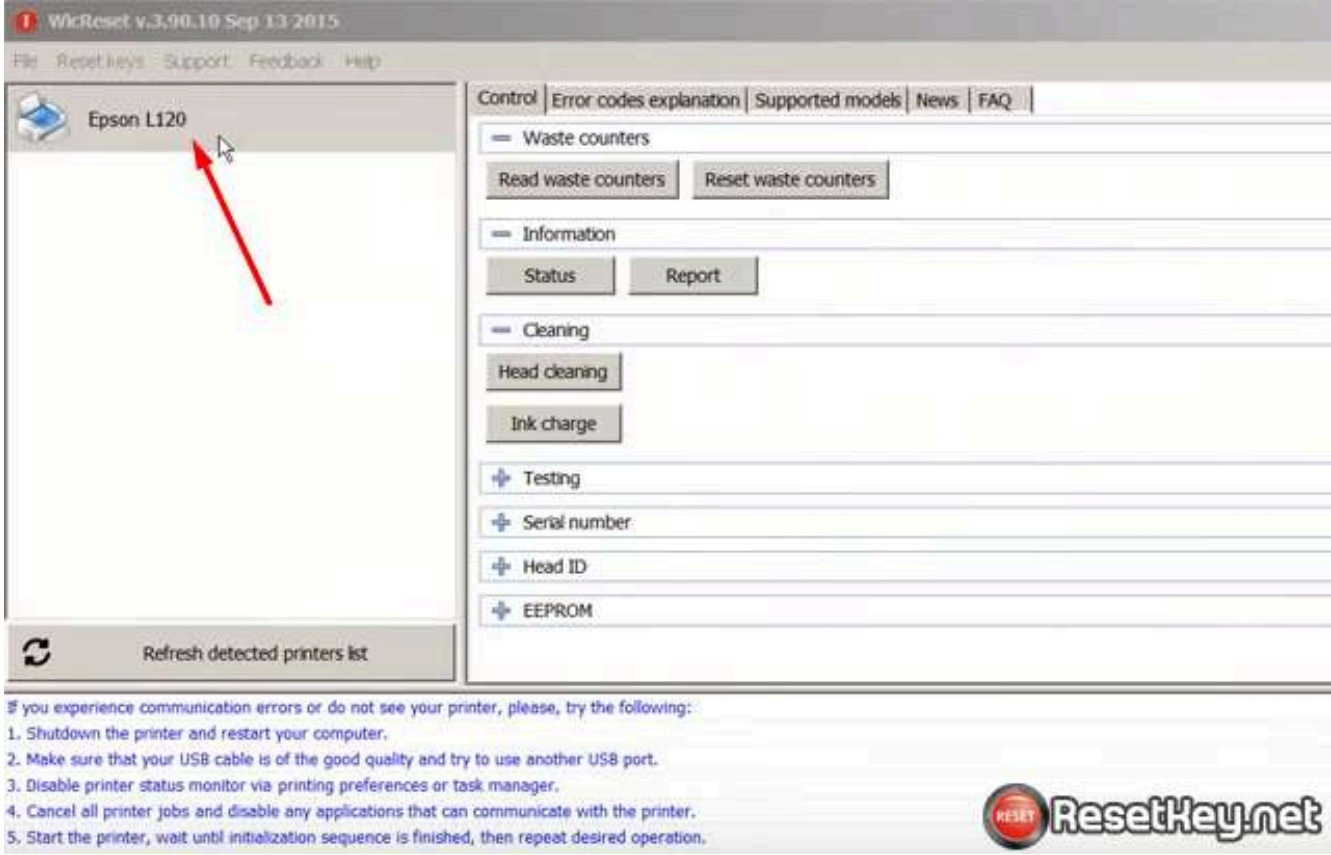 WicReset v.3.90.10 Sep 13 2015
File Reset keys Support Feedback Help
Epson L120
Control Error codes explanation Supported models News FAQ
Waste counters
Read waste counters Reset waste counters
Information
Status Report
Cleaning
Head cleaning
Ink charge
Testing
Serial number
Head ID
EEPROM
Refresh detected printers list
If you experience communication errors or do not see your printer, please, try the following:
1. Shutdown the printer and restart your computer.
2. Make sure that your USB cable is of the good quality and try to use another USB port.
3. Disable printer status monitor via printing preferences or task manager.
4. Cancel all printer jobs and disable any applications that can communicate with the printer.
5. Start the printer, wait until initialization sequence is finished, then repeat desired operation.
RESET ResetKey.net